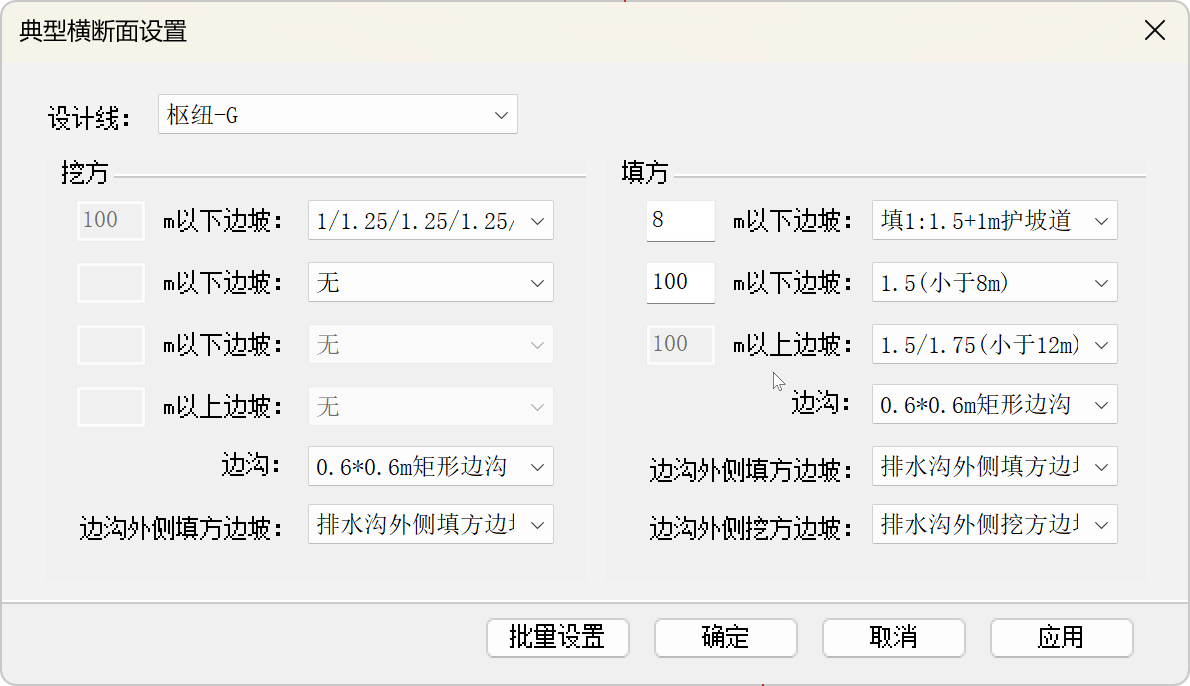 典型横断面设置
设计线： 枢纽-G
挖方
100 m以下边坡： 1/1.25/1.25/1.25/
m以下边坡： 无
m以下边坡： 无
m以上边坡： 无
边沟： 0.6*0.6m矩形边沟
边沟外侧填方边坡： 排水沟外侧填方边
填方
8 m以下边坡： 填1:1.5+1m护坡道
100 m以下边坡： 1.5(小于8m)
100 m以上边坡： 1.5/1.75(小于12m)
边沟： 0.6*0.6m矩形边沟
边沟外侧填方边坡： 排水沟外侧填方边
边沟外侧挖方边坡： 排水沟外侧挖方边
批量设置 确定 取消 应用